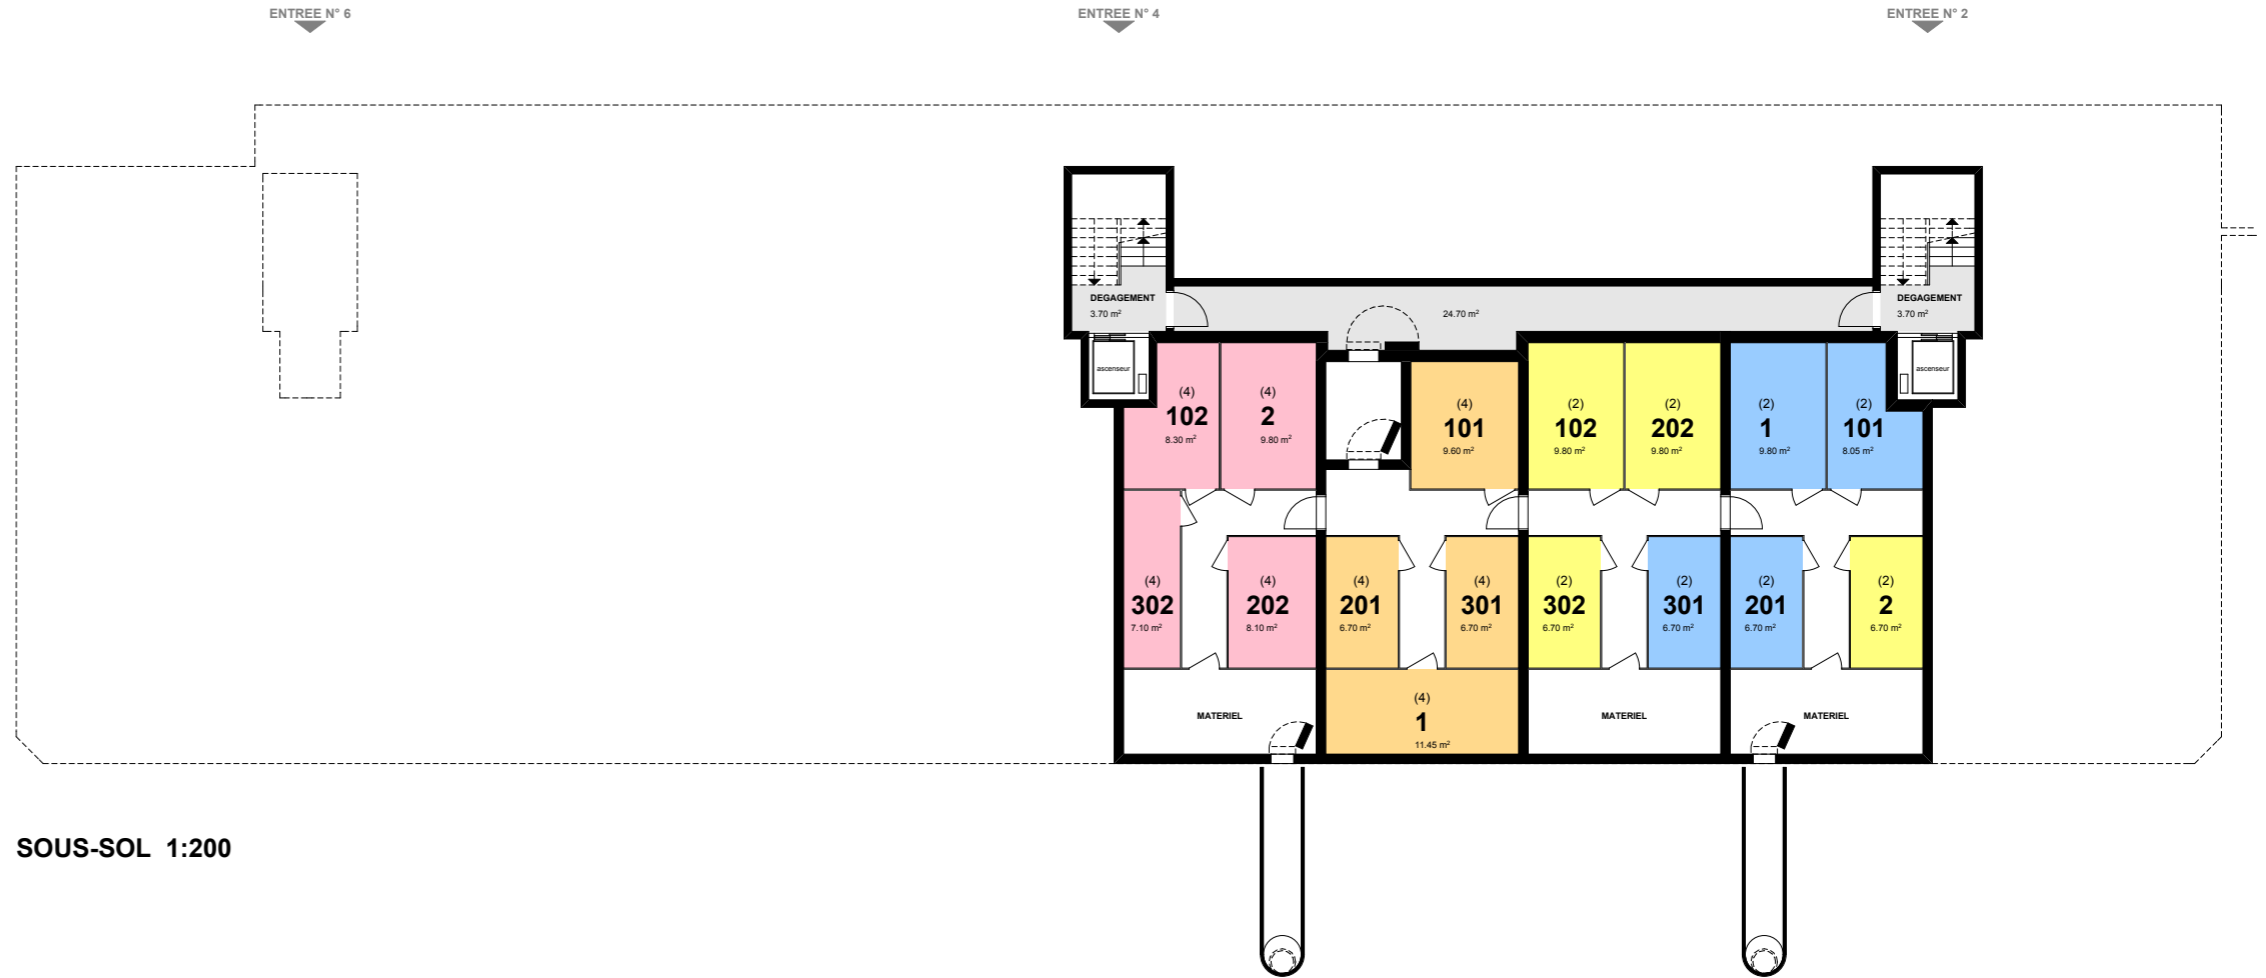 ENTREE N° 6
ENTREE N° 4
ENTREE N° 2
DEGAGEMENT
3.70 m²
24.70 m²
DEGAGEMENT
3.70 m²
ascenseur
ascenseur
(4)
102
8.30 m²
(4)
2
9.80 m²
(4)
101
9.60 m²
(2)
102
9.80 m²
(2)
202
9.80 m²
(2)
1
9.80 m²
(2)
101
8.05 m²
(4)
302
7.10 m²
(4)
202
8.10 m²
(4)
201
6.70 m²
(4)
301
6.70 m²
(2)
302
6.70 m²
(2)
301
6.70 m²
(2)
201
6.70 m²
(2)
2
6.70 m²
MATERIEL
(4)
1
11.45 m²
MATERIEL
MATERIEL
SOUS-SOL 1:200